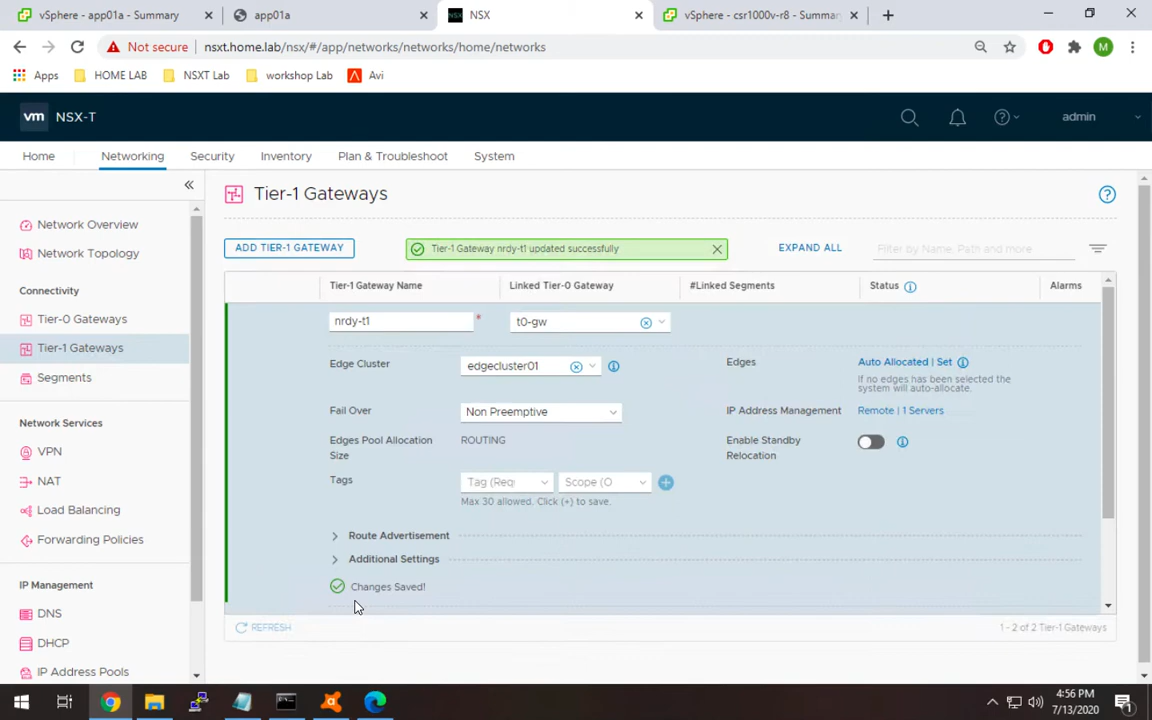 vSphere - app01a - Summary
app01a
NSX
vSphere - csr1000v-r8 - Summar
Not secure
nsxt.home.lab/nsx/#/app/networks/networks/home/networks
M
Apps
HOME LAB
NSXT Lab
workshop Lab
Avi
vm
NSX-T
admin
Home
Networking
Security
Inventory
Plan & Troubleshoot
System
Network Overview
Network Topology
Connectivity
Tier-0 Gateways
Tier-1 Gateways
Segments
Network Services
VPN
NAT
Load Balancing
Forwarding Policies
IP Management
DNS
DHCP
IP Address Pools
Tier-1 Gateways
ADD TIER-1 GATEWAY
Tier-1 Gateway nrdy-t1 updated successfully
EXPAND ALL
Filter by Name, Path and more
Tier-1 Gateway Name
Linked Tier-0 Gateway
#Linked Segments
Status
Alarms
nrdy-t1 *
t0-gw
Edge Cluster
edgecluster01
Edges
Auto Allocated | Set
If no edges has been selected the
system will auto-allocate.
Fail Over
Non Preemptive
IP Address Management
Remote | 1 Servers
Edges Pool Allocation
Size
ROUTING
Enable Standby
Relocation
Tags
Tag (Req
Scope (O
Max 30 allowed. Click (+) to save.
Route Advertisement
Additional Settings
Changes Saved!
REFRESH
1 - 2 of 2 Tier-1 Gateways
4:56 PM
7/13/2020
1